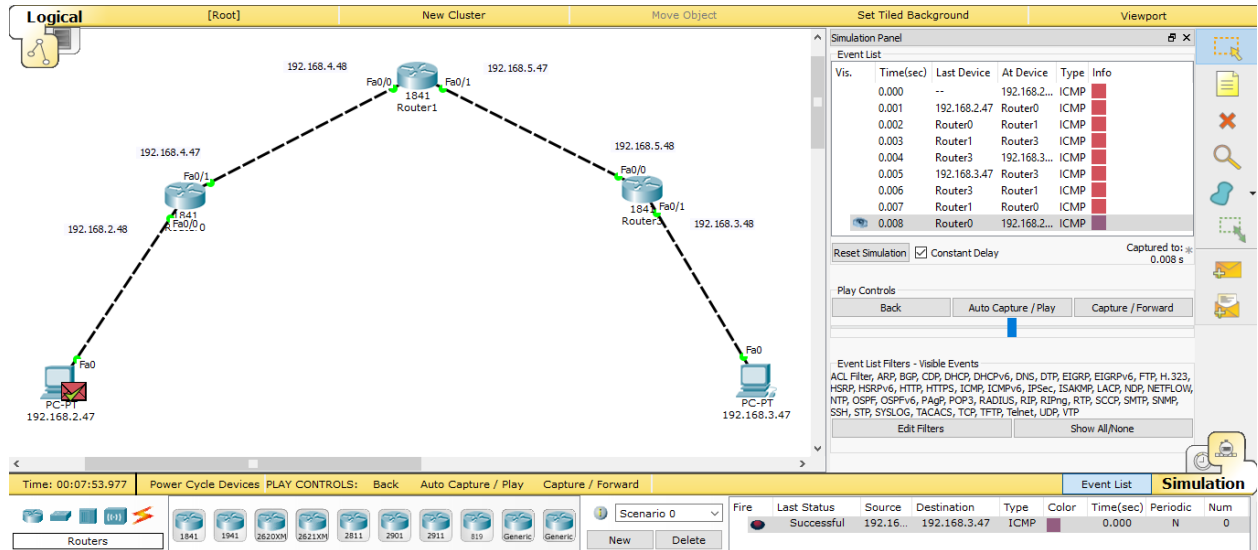 Logical [Root] New Cluster Move Object Set Tiled Background Viewport
192.168.4.48
192.168.5.47
Fa0/0
Fa0/1
1841
Router1
192.168.4.47
192.168.5.48
Fa0/1
Fa0/0
1841
Fa0/0
1841
Fa0/1
192.168.2.48
192.168.3.48
Fa0
Fa0
PC-PT
192.168.2.47
PC-PT
192.168.3.47
Simulation Panel
Event List
Vis. Time(sec) Last Device At Device Type Info
0.000 -- 192.168.2... ICMP
0.001 192.168.2.47 Router0 ICMP
0.002 Router0 Router1 ICMP
0.003 Router1 Router3 ICMP
0.004 Router3 192.168.3... ICMP
0.005 192.168.3.47 Router3 ICMP
0.006 Router3 Router1 ICMP
0.007 Router1 Router0 ICMP
0.008 Router0 192.168.2... ICMP
Reset Simulation Constant Delay Captured to: *
0.008 s
Play Controls
Back Auto Capture / Play Capture / Forward
Event List Filters - Visible Events
ACL Filter, ARP, BGP, CDP, DHCP, DHCPv6, DNS, DTP, EIGRP, EIGRPv6, FTP, H.323,
HSRP, HSRPv6, HTTP, HTTPS, ICMP, ICMPv6, IPSec, ISAKMP, LACP, NDP, NETFLOW,
NTP, OSPF, OSPFv6, PAgP, POP3, RADIUS, RIP, RIPng, RTP, SCCP, SMTP, SNMP,
SSH, STP, SYSLOG, TACACS, TCP, TFTP, Telnet, UDP, VTP
Edit Filters Show All/None
Time: 00:07:53.977 Power Cycle Devices PLAY CONTROLS: Back Auto Capture / Play Capture / Forward Event List Simulation
Routers
1841 1941 2620XM 2621XM 2811 2901 2911 819 Generic Generic
Scenario 0
New Delete
Fire Last Status Source Destination Type Color Time(sec) Periodic Num
Successful 192.16... 192.168.3.47 ICMP 0.000 N 0